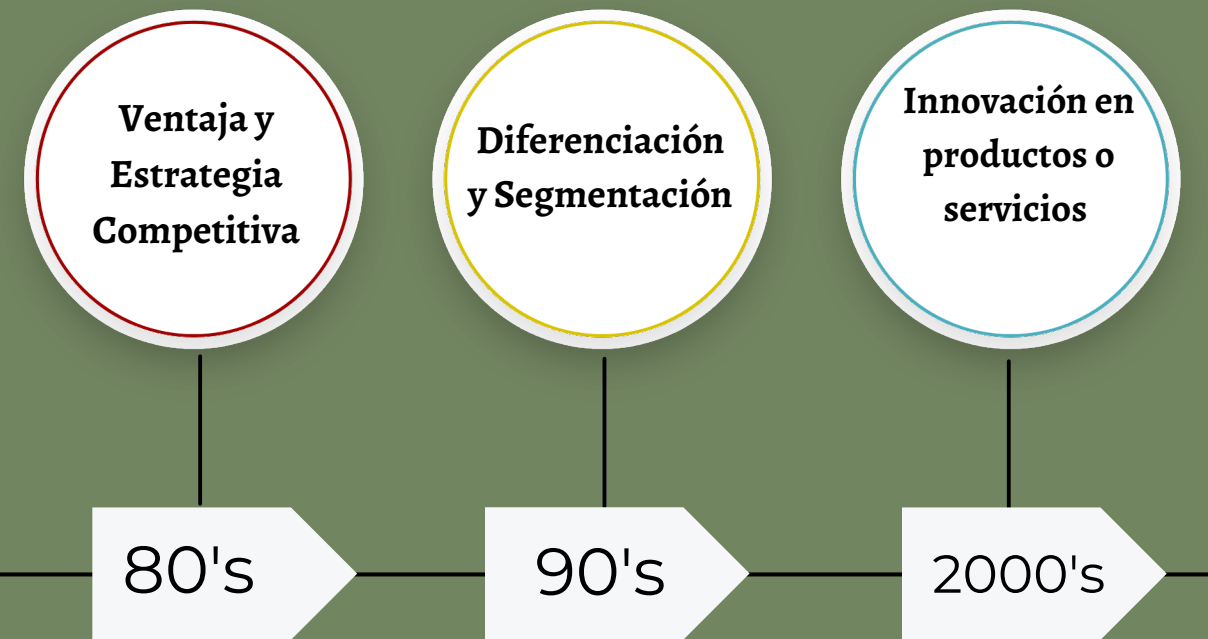 Ventaja y
Estrategia
Competitiva
Diferenciación
y Segmentación
Innovación en
productos o
servicios
80's
90's
2000's